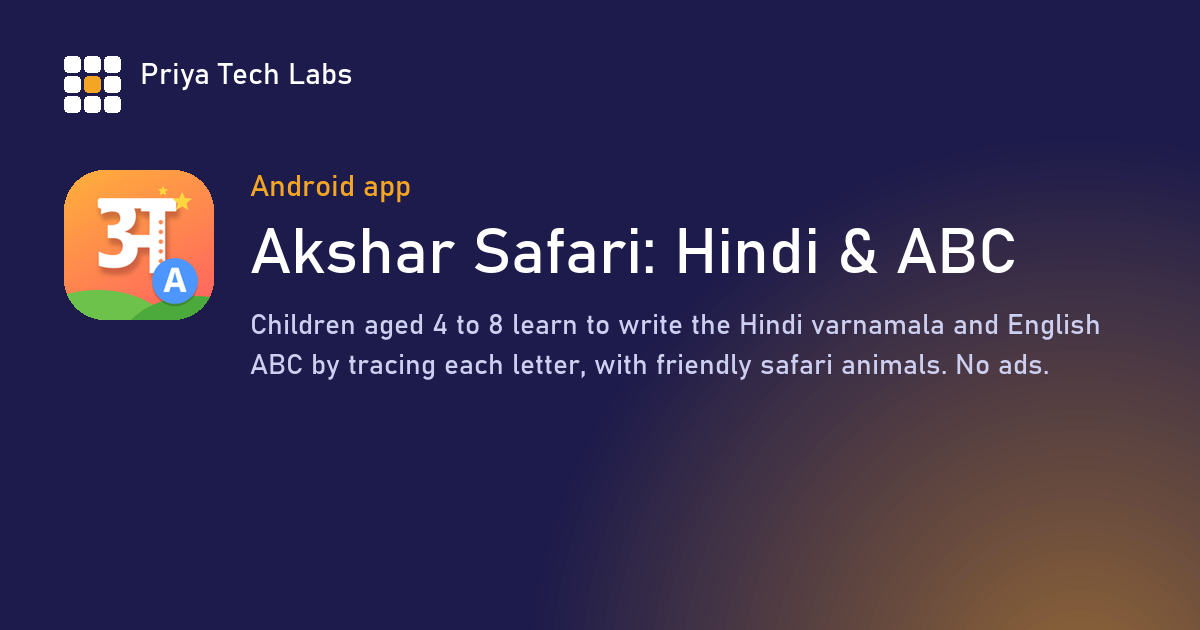 Priya Tech Labs
अ
A
Android app
Akshar Safari: Hindi & ABC
Children aged 4 to 8 learn to write the Hindi varnamala and English
ABC by tracing each letter, with friendly safari animals. No ads.